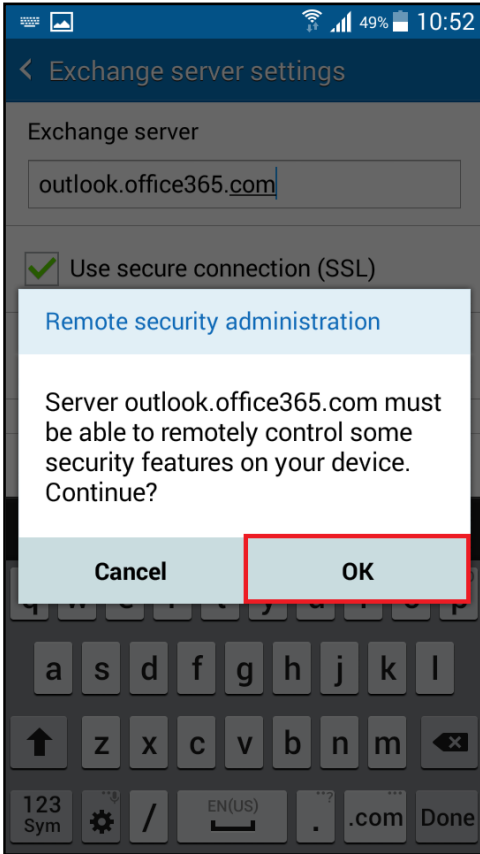 49% 10:52
Exchange server settings
Exchange server
outlook.office365.com
Use secure connection (SSL)
Remote security administration
Server outlook.office365.com must
be able to remotely control some
security features on your device.
Continue?
Cancel OK
q w e r t y u i o p
a s d f g h j k l
z x c v b n m
123 EN(US)
Sym / . .com Done